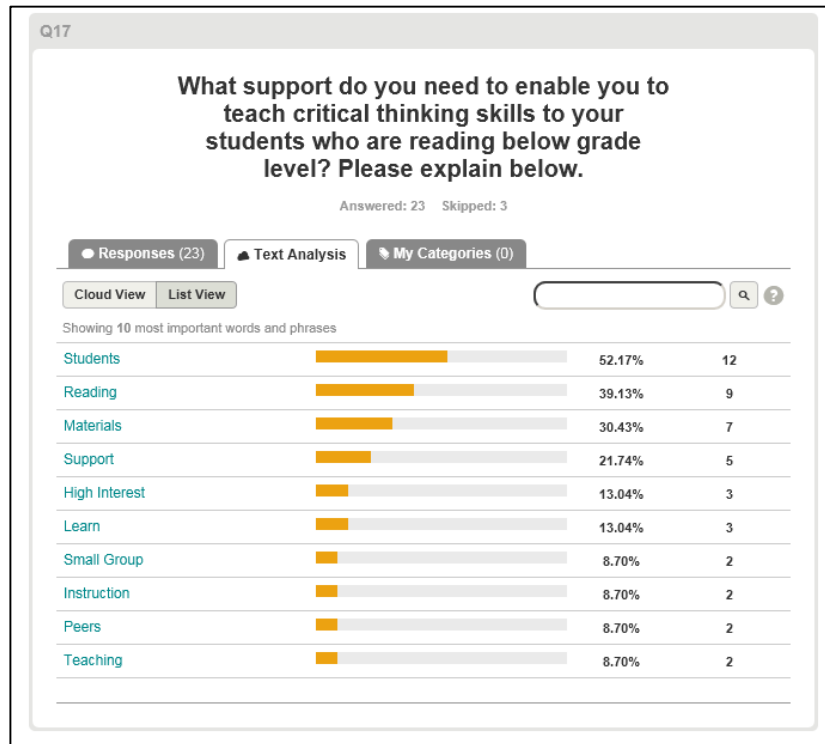 Q17
What support do you need to enable you to
teach critical thinking skills to your
students who are reading below grade
level? Please explain below.
Answered: 23 Skipped: 3
Responses (23) Text Analysis My Categories (0)
Cloud View List View ?
Showing 10 most important words and phrases
Students 52.17% 12
Reading 39.13% 9
Materials 30.43% 7
Support 21.74% 5
High Interest 13.04% 3
Learn 13.04% 3
Small Group 8.70% 2
Instruction 8.70% 2
Peers 8.70% 2
Teaching 8.70% 2